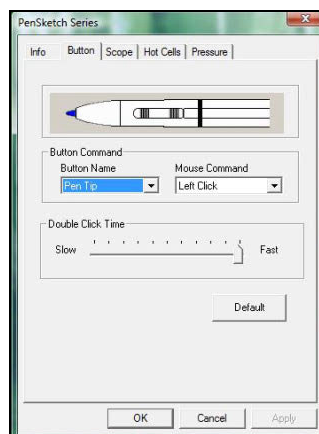 PenSketch Series
Info Button Scope Hot Cells Pressure
Button Command
Button Name Mouse Command
Pen Tip Left Click
Double Click Time
Slow Fast
Default
OK Cancel Apply